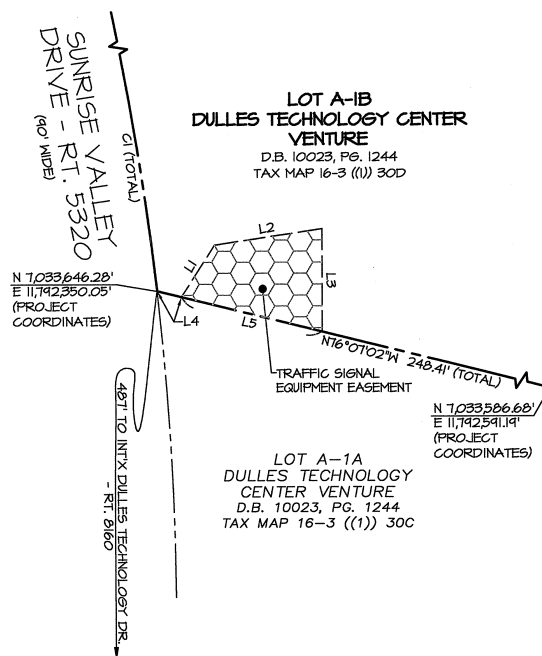 SUNRISE VALLEY
DRIVE - RT. 5320
(90' WIDE)
C1 (TOTAL)
LOT A-1B
DULLES TECHNOLOGY CENTER
VENTURE
D.B. 10023, PG. 1244
TAX MAP 16-3 ((1)) 30D
L2
L1
L3
L4
L5
N 7,033,646.28'
E 11,792,350.05'
(PROJECT
COORDINATES)
N76°07'02"W 248.41' (TOTAL)
TRAFFIC SIGNAL
EQUIPMENT EASEMENT
N 7,033,586.68'
E 11,792,591.19'
(PROJECT
COORDINATES)
487' TO INT'X DULLES TECHNOLOGY DR.
- RT. 8160
LOT A-1A
DULLES TECHNOLOGY
CENTER VENTURE
D.B. 10023, PG. 1244
TAX MAP 16-3 ((1)) 30C